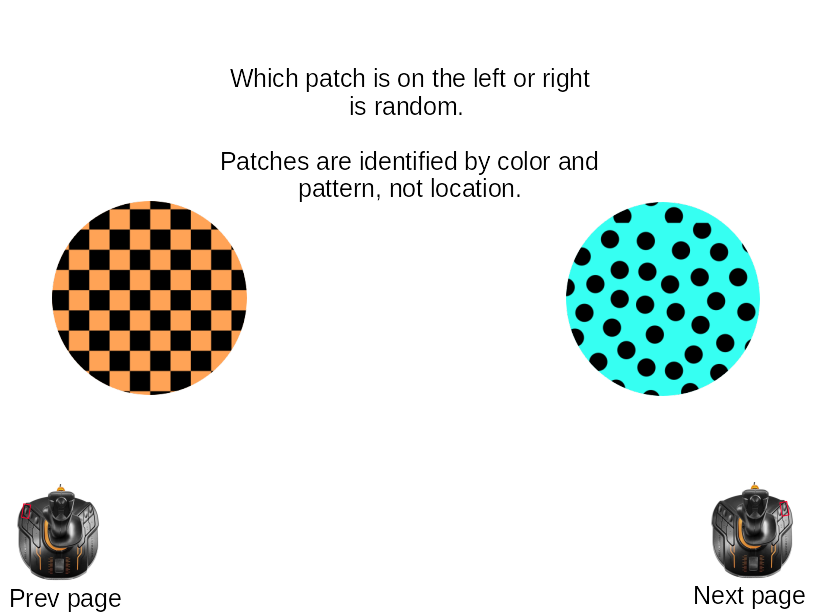 Which patch is on the left or right
is random.
Patches are identified by color and
pattern, not location.
Prev page
Next page